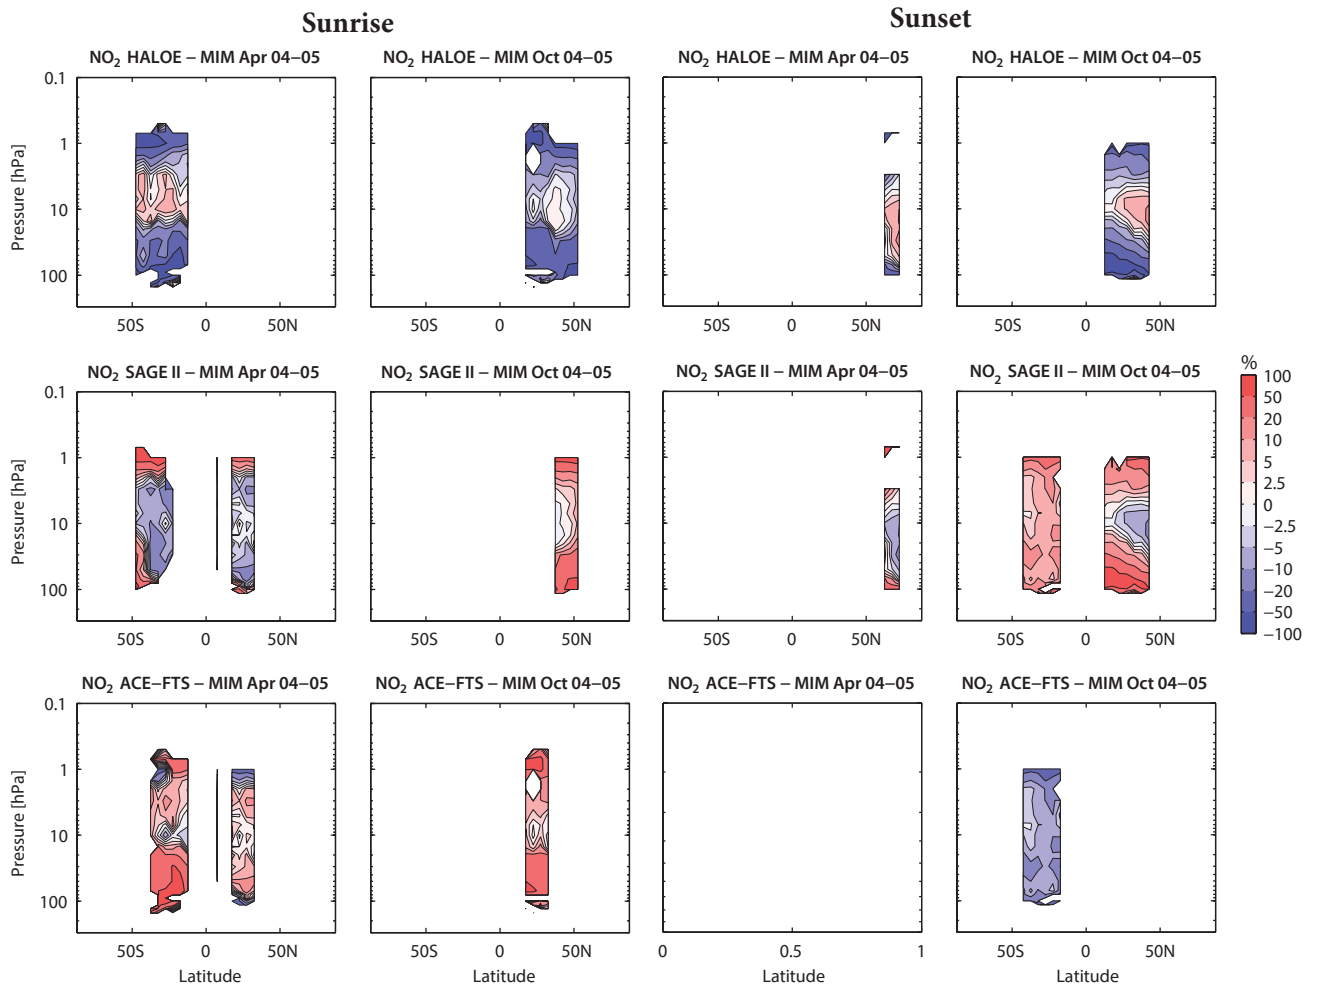 Sunrise
Sunset
NO2 HALOE – MIM Apr 04–05
NO2 HALOE – MIM Oct 04–05
NO2 HALOE – MIM Apr 04–05
NO2 HALOE – MIM Oct 04–05
Pressure [hPa]
0.1
1
10
100
50S 0 50N
50S 0 50N
50S 0 50N
50S 0 50N
NO2 SAGE II – MIM Apr 04–05
NO2 SAGE II – MIM Oct 04–05
NO2 SAGE II – MIM Apr 04–05
NO2 SAGE II – MIM Oct 04–05
Pressure [hPa]
0.1
1
10
100
50S 0 50N
50S 0 50N
50S 0 50N
50S 0 50N
%
100
50
20
10
5
2.5
0
−2.5
−5
−10
−20
−50
−100
NO2 ACE–FTS – MIM Apr 04–05
NO2 ACE–FTS – MIM Oct 04–05
NO2 ACE–FTS – MIM Apr 04–05
NO2 ACE–FTS – MIM Oct 04–05
Pressure [hPa]
0.1
1
10
100
50S 0 50N
50S 0 50N
0 0.5 1
50S 0 50N
Latitude
Latitude
Latitude
Latitude